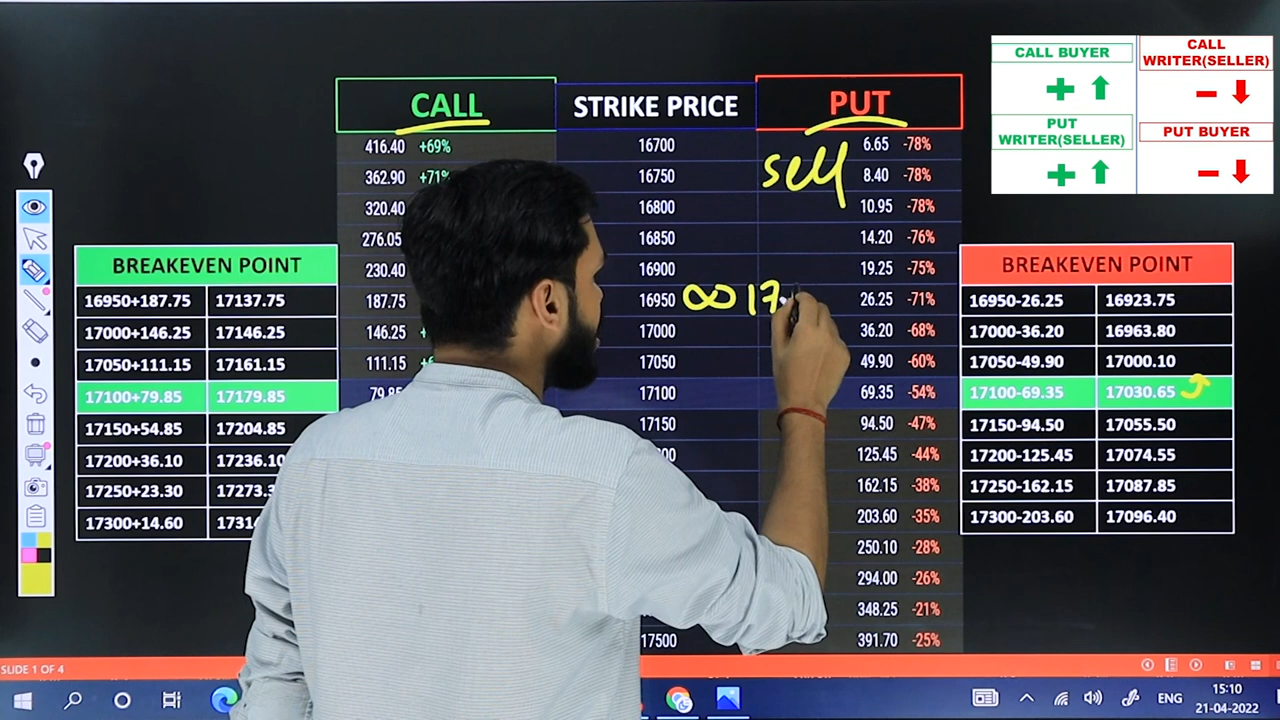 CALL BUYER
CALL WRITER(SELLER)
PUT WRITER(SELLER)
PUT BUYER
CALL STRIKE PRICE PUT
416.40 +69% 16700 6.65 -78%
sell
362.90 +71% 16750 8.40 -78%
320.40 16800 10.95 -78%
276.05 16850 14.20 -76%
230.40 16900 19.25 -75%
187.75 16950 ∞ 17 26.25 -71%
146.25 17000 36.20 -68%
111.15 17050 49.90 -60%
79.85 17100 69.35 -54%
17150 94.50 -47%
125.45 -44%
162.15 -38%
203.60 -35%
250.10 -28%
294.00 -26%
348.25 -21%
17500 391.70 -25%
BREAKEVEN POINT
16950+187.75 17137.75
17000+146.25 17146.25
17050+111.15 17161.15
17100+79.85 17179.85
17150+54.85 17204.85
17200+36.10 17236.10
17250+23.30 17273.3
17300+14.60 1731
BREAKEVEN POINT
16950-26.25 16923.75
17000-36.20 16963.80
17050-49.90 17000.10
17100-69.35 17030.65
17150-94.50 17055.50
17200-125.45 17074.55
17250-162.15 17087.85
17300-203.60 17096.40
SLIDE 1 OF 4
ENG
15:10
21-04-2022